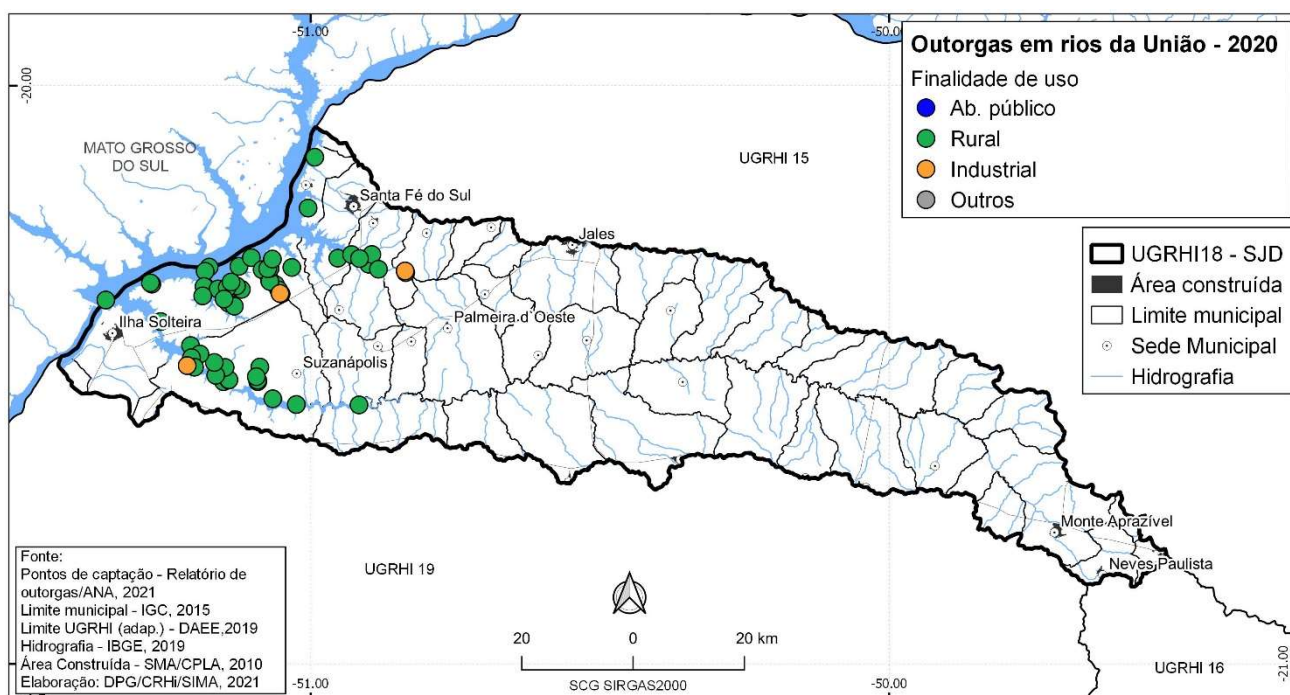 -51.00
-50.00
-20.00
Outorgas em rios da União - 2020
Finalidade de uso
Ab. público
Rural
Industrial
Outros
UGRHI18 - SJD
Área construída
Limite municipal
Sede Municipal
Hidrografia
MATO GROSSO
DO SUL
UGRHI 15
Santa Fé do Sul
Jales
Palmeira d Oeste
Ilha Solteira
Suzanápolis
Monte Aprazível
Neves Paulista
UGRHI 19
UGRHI 16
Fonte:
Pontos de captação - Relatório de
outorgas/ANA, 2021
Limite municipal - IGC, 2015
Limite UGRHI (adap.) - DAEE,2019
Hidrografia - IBGE, 2019
Área Construída - SMA/CPLA, 2010
Elaboração: DPG/CRHi/SIMA, 2021
20 0 20 km
SCG SIRGAS2000
-51.00
-50.00
-21.00